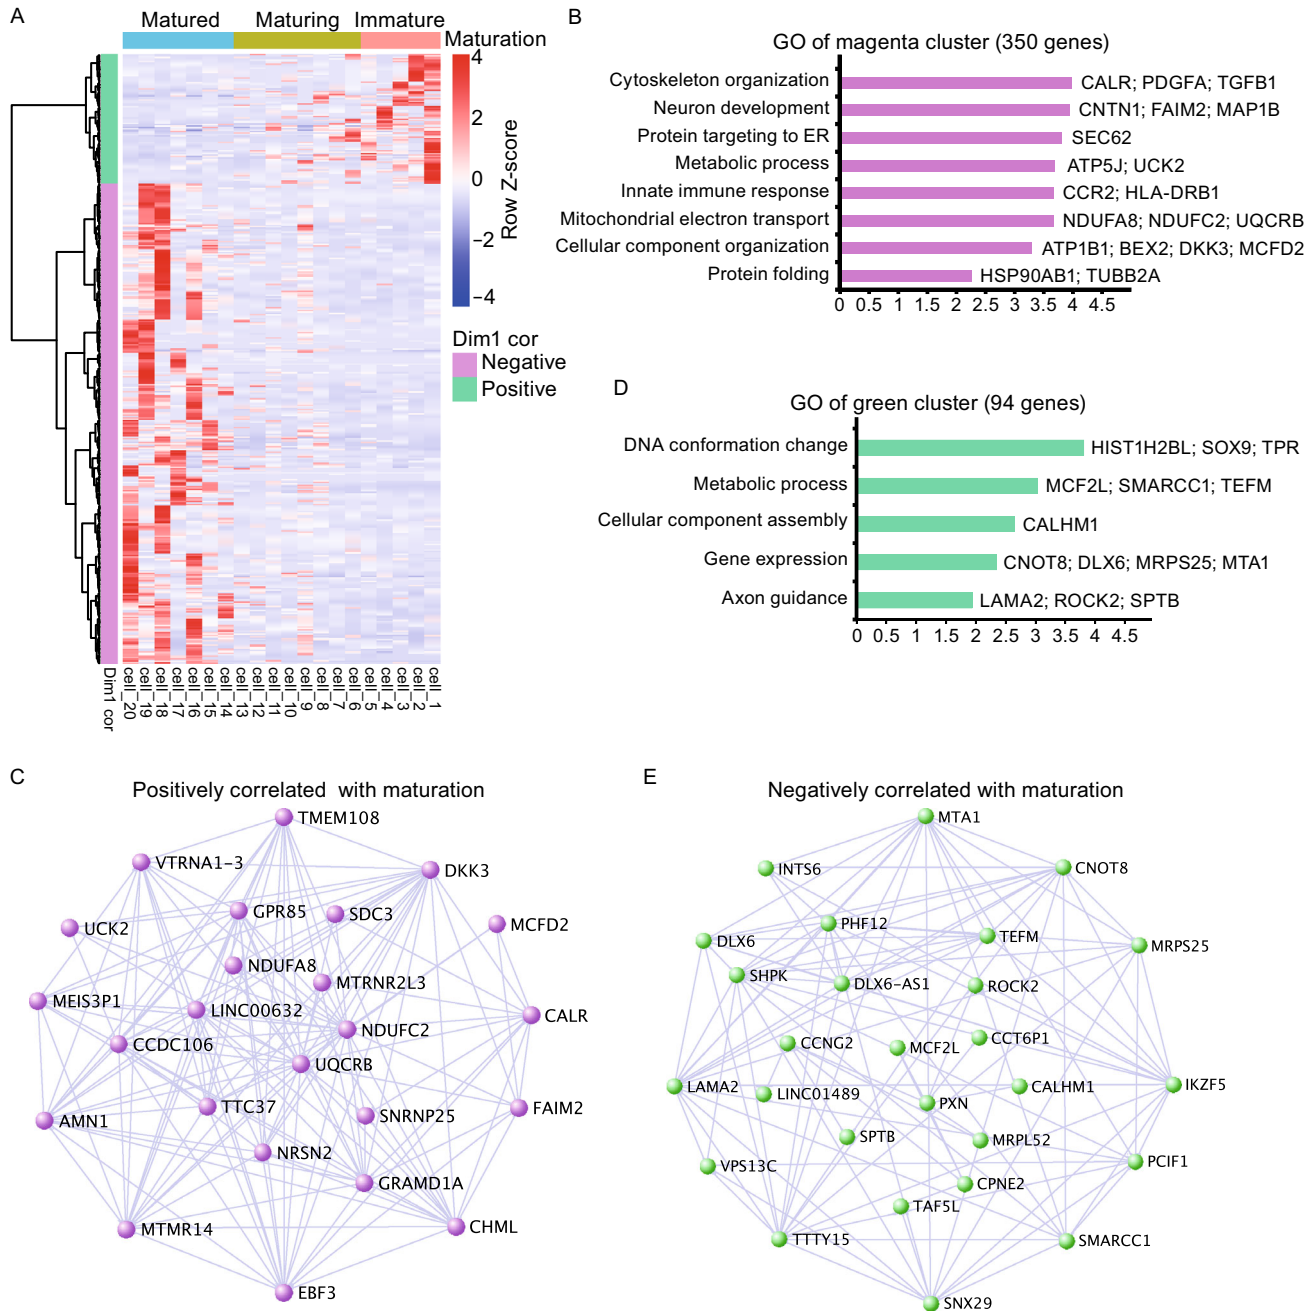 A
Matured
Maturing
Immature
Maturation
4
2
0
−2
−4
Row Z-score
Dim1 cor
Negative
Positive
Dim1 cor
cell_20
cell_19
cell_18
cell_17
cell_16
cell_15
cell_14
cell_13
cell_12
cell_11
cell_10
cell_9
cell_8
cell_7
cell_6
cell_5
cell_4
cell_3
cell_2
cell_1
B
GO of magenta cluster (350 genes)
Cytoskeleton organization CALR; PDGFA; TGFB1
Neuron development CNTN1; FAIM2; MAP1B
Protein targeting to ER SEC62
Metabolic process ATP5J; UCK2
Innate immune response CCR2; HLA-DRB1
Mitochondrial electron transport NDUFA8; NDUFC2; UQCRB
Cellular component organization ATP1B1; BEX2; DKK3; MCFD2
Protein folding HSP90AB1; TUBB2A
0 0.5 1 1.5 2 2.5 3 3.5 4 4.5
D
GO of green cluster (94 genes)
DNA conformation change HIST1H2BL; SOX9; TPR
Metabolic process MCF2L; SMARCC1; TEFM
Cellular component assembly CALHM1
Gene expression CNOT8; DLX6; MRPS25; MTA1
Axon guidance LAMA2; ROCK2; SPTB
0 0.5 1 1.5 2 2.5 3 3.5 4 4.5
C
Positively correlated with maturation
TMEM108
VTRNA1-3
DKK3
GPR85
SDC3
MCFD2
UCK2
NDUFA8
MTRNR2L3
MEIS3P1
LINC00632
CALR
NDUFC2
CCDC106
UQCRB
TTC37
SNRNP25
FAIM2
AMN1
NRSN2
GRAMD1A
MTMR14
CHML
EBF3
E
Negatively correlated with maturation
MTA1
INTS6
CNOT8
PHF12
TEFM
DLX6
MRPS25
SHPK
DLX6-AS1
ROCK2
CCNG2
MCF2L
CCT6P1
LAMA2
LINC01489
CALHM1
IKZF5
PXN
SPTB
MRPL52
VPS13C
PCIF1
CPNE2
TAF5L
TTTY15
SMARCC1
SNX29